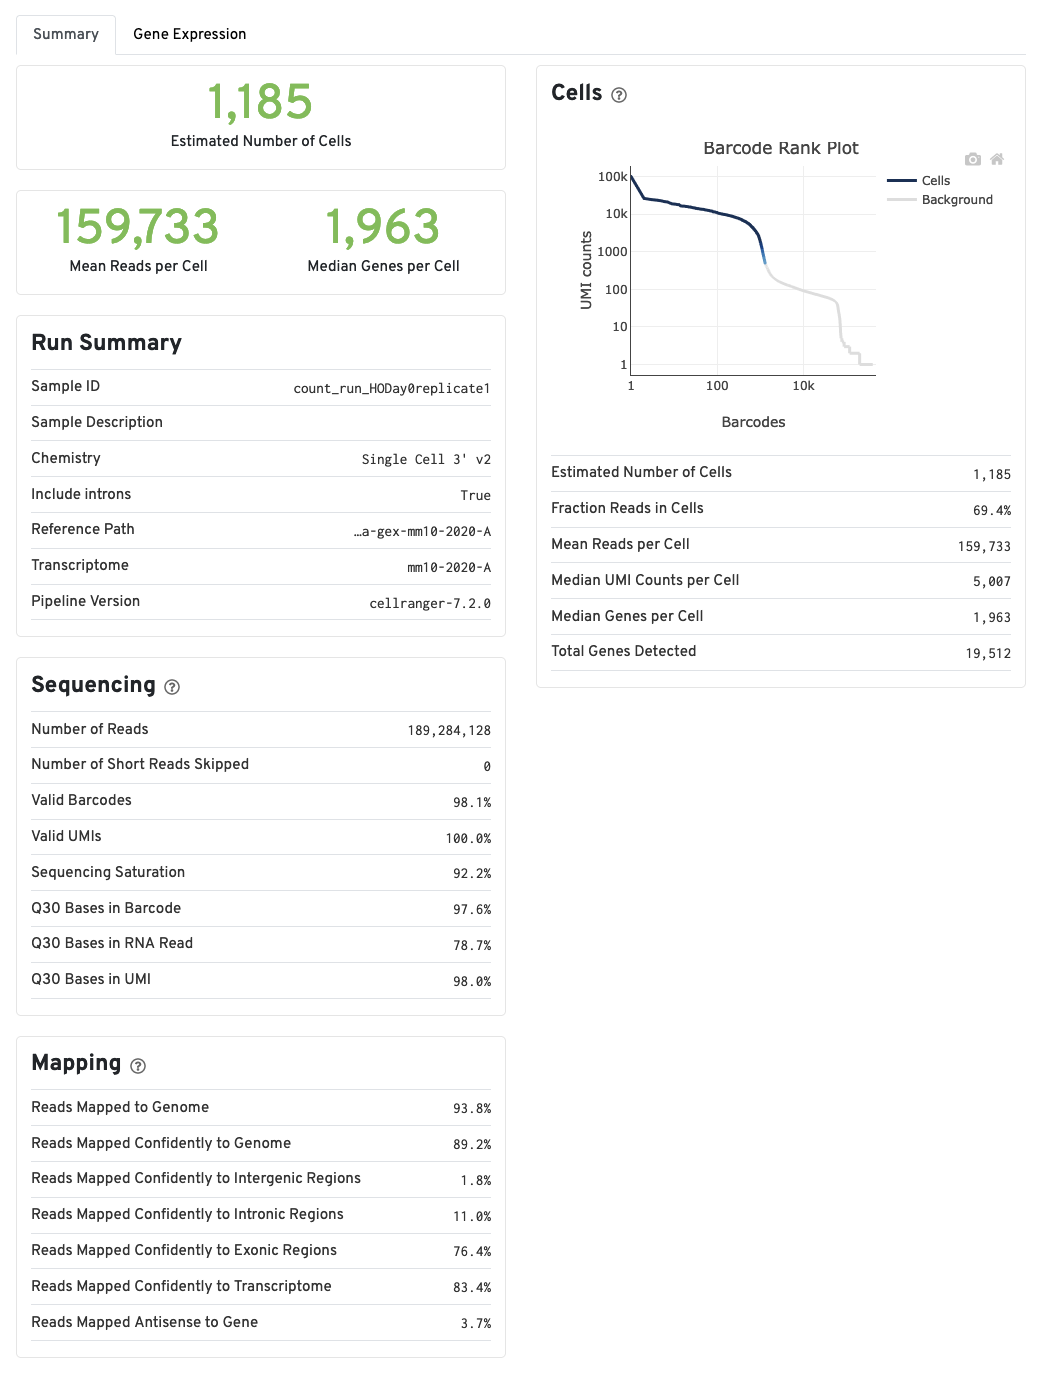 Summary
Gene Expression
1,185
Estimated Number of Cells
159,733
Mean Reads per Cell
1,963
Median Genes per Cell
Run Summary
Sample ID count_run_HODay0replicate1
Sample Description
Chemistry Single Cell 3' v2
Include introns True
Reference Path …a-gex-mm10-2020-A
Transcriptome mm10-2020-A
Pipeline Version cellranger-7.2.0
Sequencing ?
Number of Reads 189,284,128
Number of Short Reads Skipped 0
Valid Barcodes 98.1%
Valid UMIs 100.0%
Sequencing Saturation 92.2%
Q30 Bases in Barcode 97.6%
Q30 Bases in RNA Read 78.7%
Q30 Bases in UMI 98.0%
Mapping ?
Reads Mapped to Genome 93.8%
Reads Mapped Confidently to Genome 89.2%
Reads Mapped Confidently to Intergenic Regions 1.8%
Reads Mapped Confidently to Intronic Regions 11.0%
Reads Mapped Confidently to Exonic Regions 76.4%
Reads Mapped Confidently to Transcriptome 83.4%
Reads Mapped Antisense to Gene 3.7%
Cells ?
Barcode Rank Plot
Cells
Background
UMI counts
100k
10k
1000
100
10
1
1 100 10k
Barcodes
Estimated Number of Cells 1,185
Fraction Reads in Cells 69.4%
Mean Reads per Cell 159,733
Median UMI Counts per Cell 5,007
Median Genes per Cell 1,963
Total Genes Detected 19,512